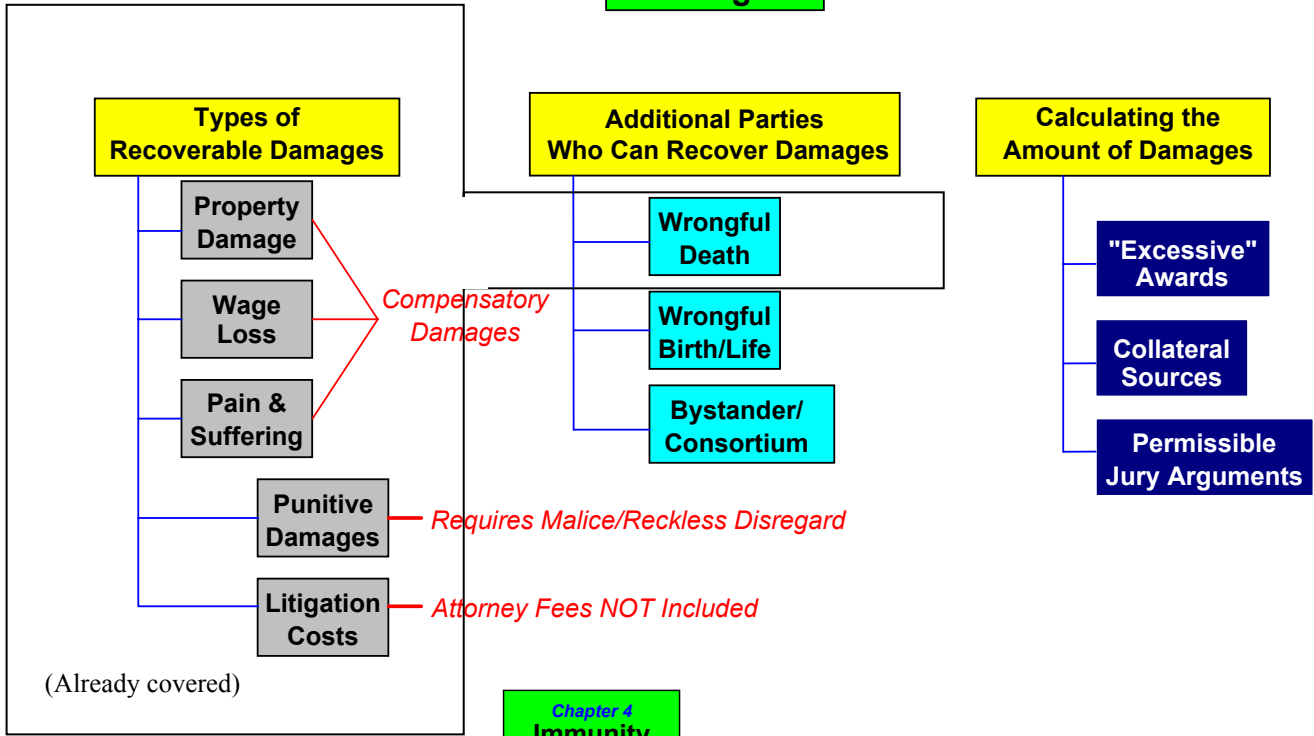 Types of
Recoverable Damages
Property
Damage
Wage
Loss
Pain &
Suffering
Compensatory
Damages
Punitive
Damages
Requires Malice/Reckless Disregard
Litigation
Costs
Attorney Fees NOT Included
(Already covered)
Additional Parties
Who Can Recover Damages
Wrongful
Death
Wrongful
Birth/Life
Bystander/
Consortium
Calculating the
Amount of Damages
"Excessive"
Awards
Collateral
Sources
Permissible
Jury Arguments
Chapter 4
Immunity